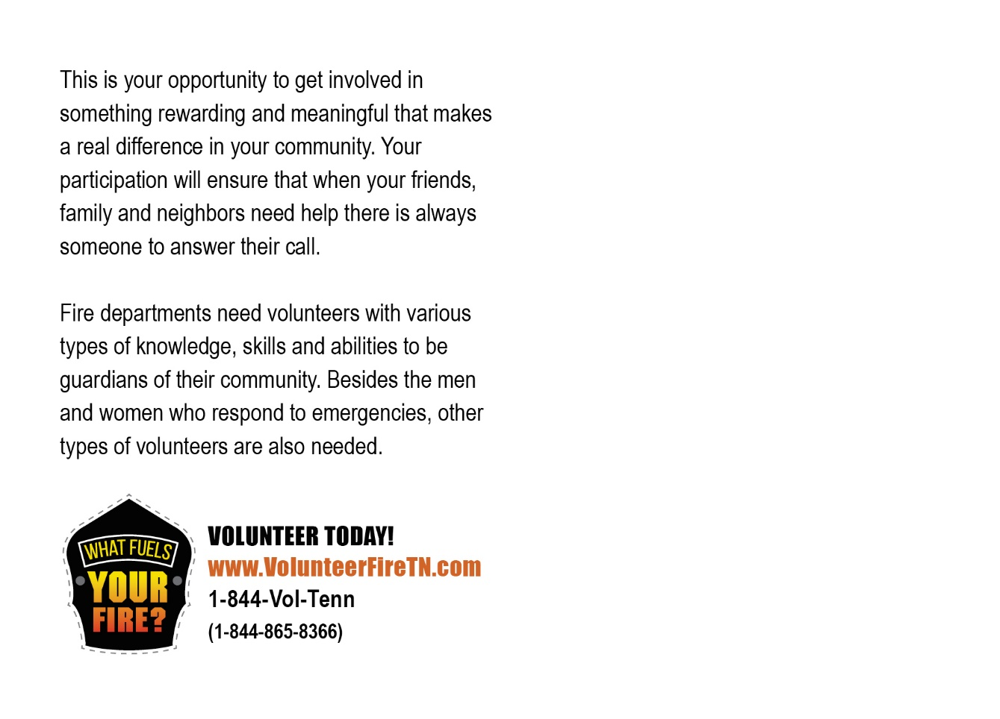 This is your opportunity to get involved in
something rewarding and meaningful that makes
a real difference in your community. Your
participation will ensure that when your friends,
family and neighbors need help there is always
someone to answer their call.
Fire departments need volunteers with various
types of knowledge, skills and abilities to be
guardians of their community. Besides the men
and women who respond to emergencies, other
types of volunteers are also needed.
WHAT FUELS
YOUR
FIRE?
VOLUNTEER TODAY!
www.VolunteerFireTN.com
1-844-Vol-Tenn
(1-844-865-8366)